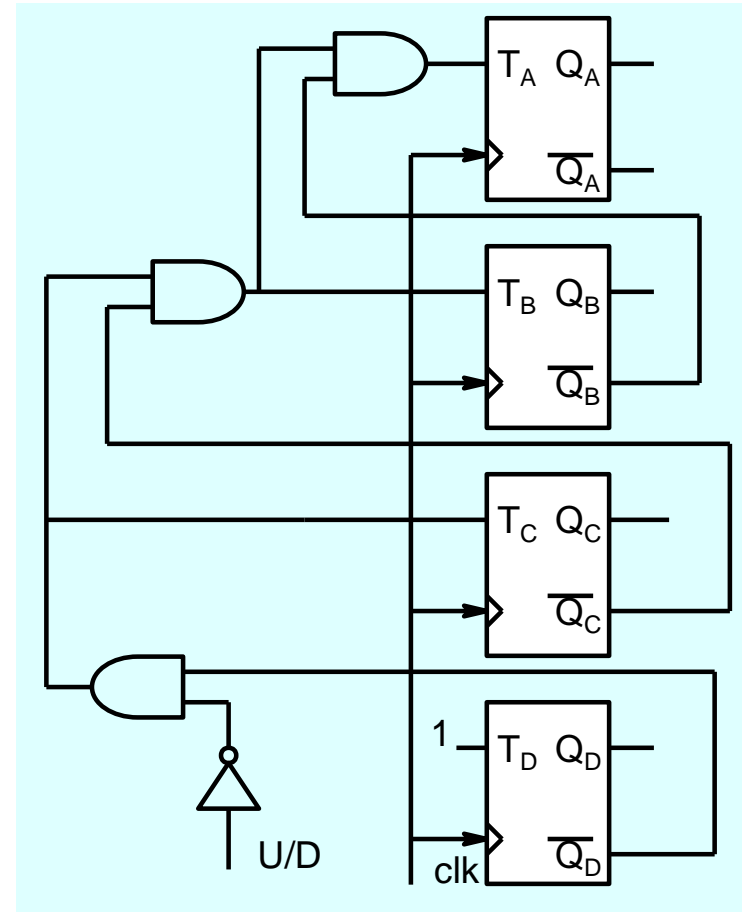 T_A Q_A
Q̅_A
T_B Q_B
Q̅_B
T_C Q_C
Q̅_C
1 T_D Q_D
U/D
clk Q̅_D